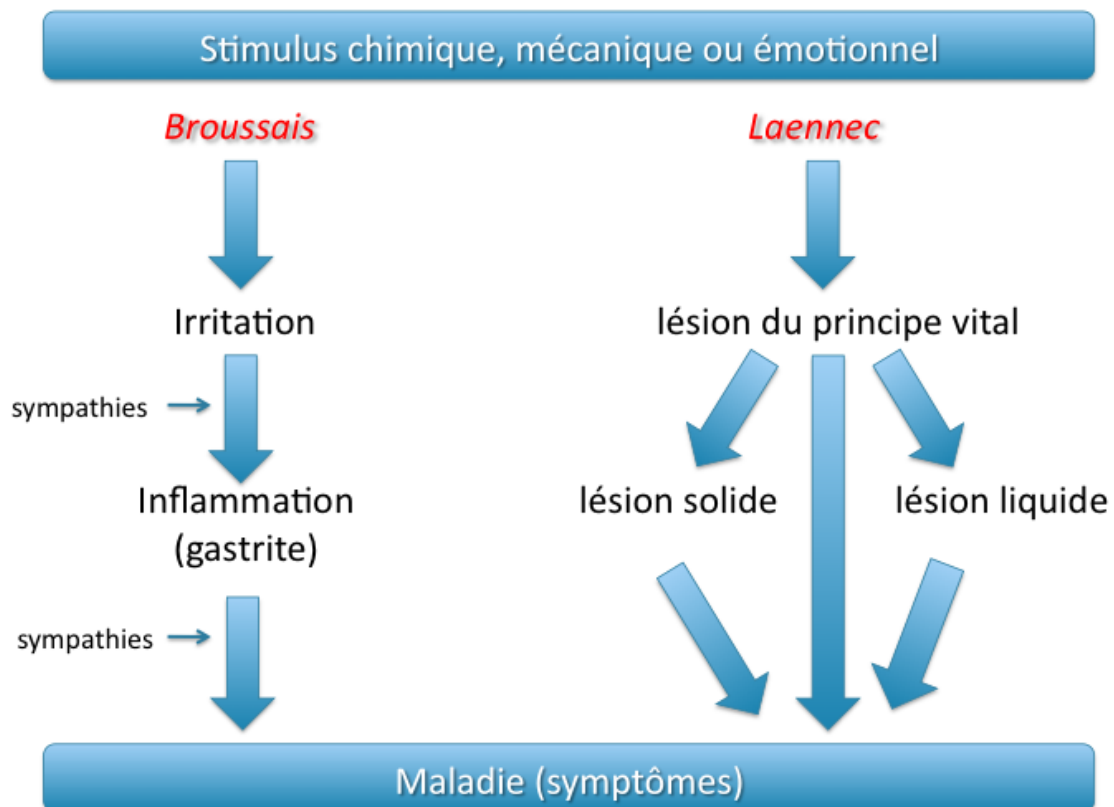 Stimulus chimique, mécanique ou émotionnel
Broussais
Laennec
Irritation
lésion du principe vital
sympathies
Inflammation
(gastrite)
lésion solide
lésion liquide
sympathies
Maladie (symptômes)